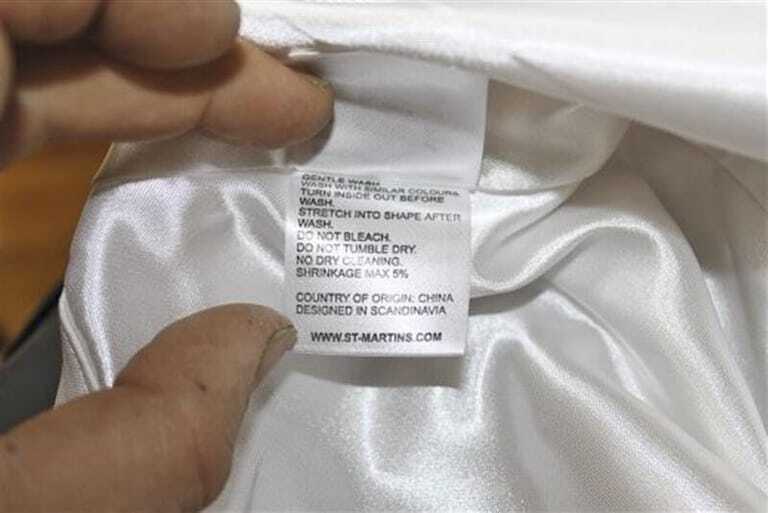 GENTLE WASH
WASH WITH SIMILAR COLOURS
TURN INSIDE OUT BEFORE
WASH.
STRETCH INTO SHAPE AFTER
WASH.
DO NOT BLEACH.
DO NOT TUMBLE DRY.
NO DRY CLEANING.
SHRINKAGE MAX 5%
COUNTRY OF ORIGIN: CHINA
DESIGNED IN SCANDINAVIA
WWW.ST-MARTINS.COM